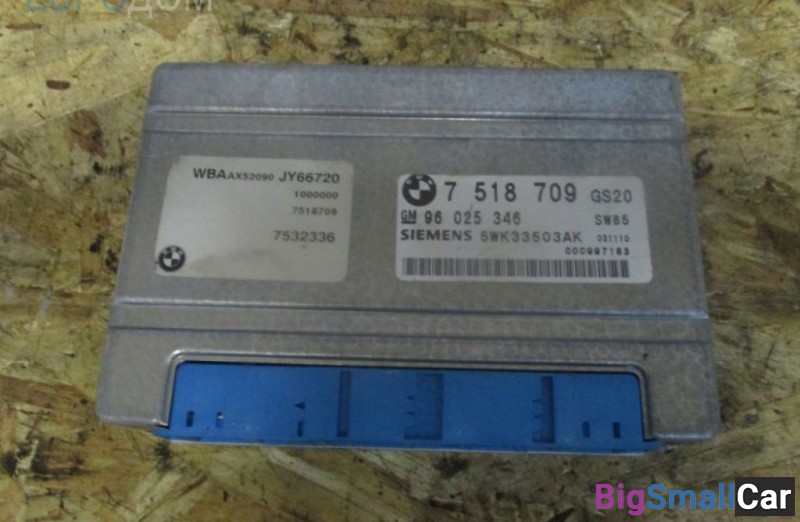 ЕВРОДОМ
WBAAX52090 JY66720
1000000
7518709
7532336
7 518 709 GS20
GM 96 025 346 SW65
SIEMENS 5WK33503AK 031110
000997183
BigSmallCar